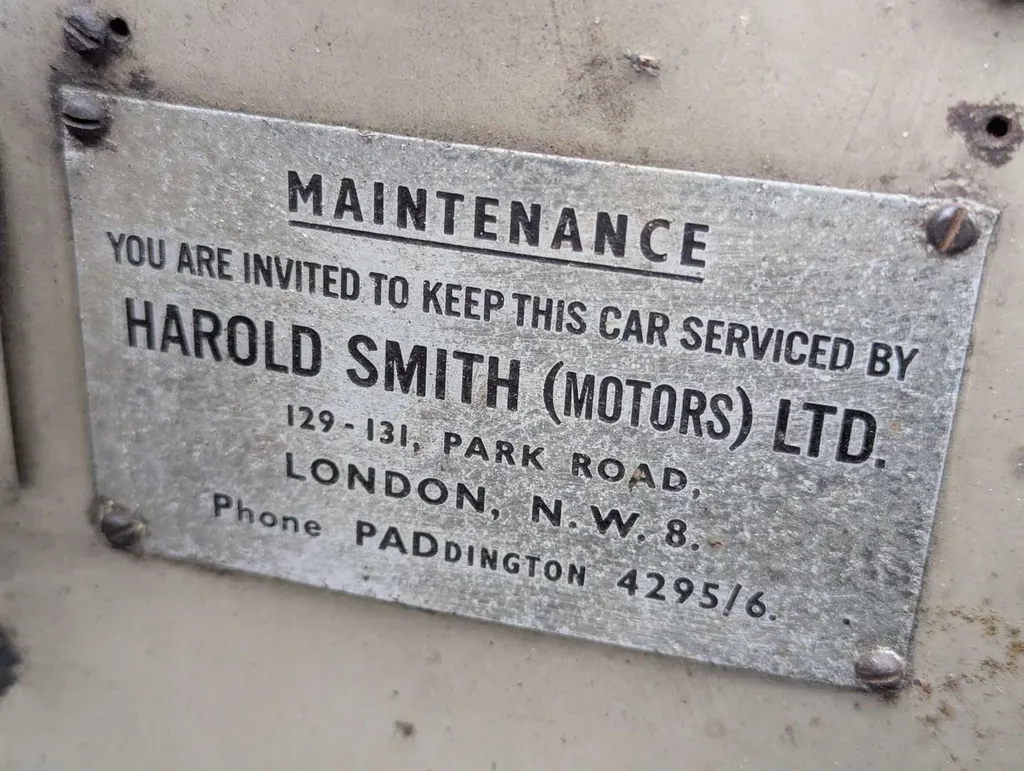 MAINTENANCE
YOU ARE INVITED TO KEEP THIS CAR SERVICED BY
HAROLD SMITH (MOTORS) LTD.
129-131, PARK ROAD,
LONDON, N.W.8.
Phone PADDINGTON 4295/6.